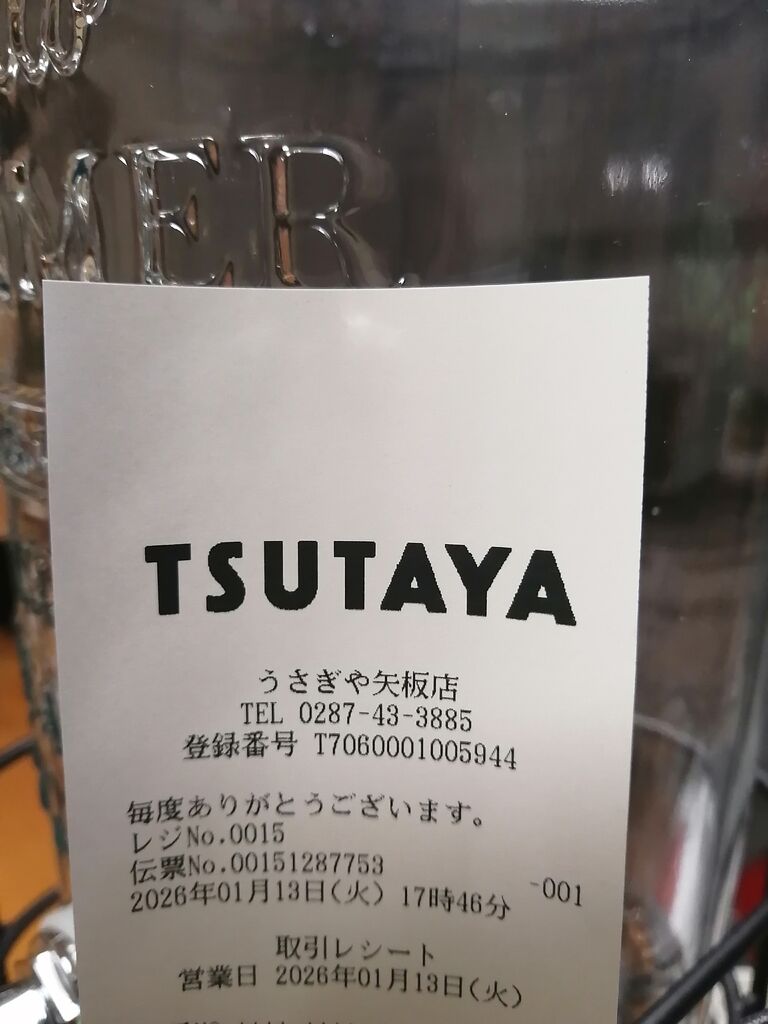 MER
TSUTAYA
うさぎや矢板店
TEL 0287-43-3885
登録番号 T7060001005944
毎度ありがとうございます。
レジNo.0015
伝票No.00151287753
2026年01月13日(火) 17時46分 -001
取引レシート
営業日 2026年01月13日(火)